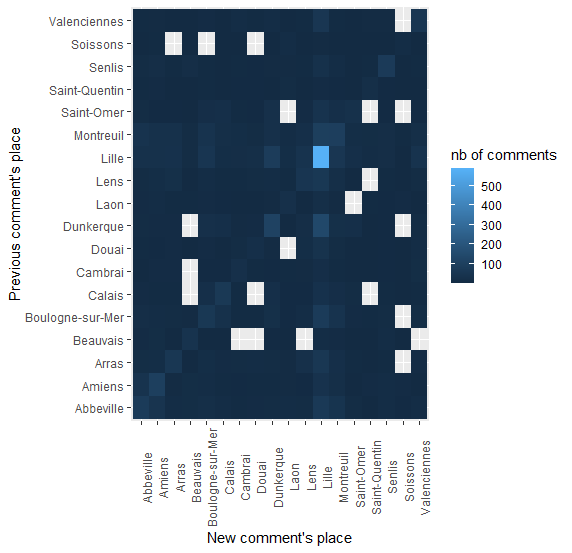 Valenciennes
Soissons
Senlis
Saint-Quentin
Saint-Omer
Montreuil
Lille
Lens
Laon
Dunkerque
Douai
Cambrai
Calais
Boulogne-sur-Mer
Beauvais
Arras
Amiens
Abbeville
Previous comment's place
Abbeville
Amiens
Arras
Beauvais
Boulogne-sur-Mer
Calais
Cambrai
Douai
Dunkerque
Laon
Lens
Lille
Montreuil
Saint-Omer
Saint-Quentin
Senlis
Soissons
Valenciennes
New comment's place
nb of comments
500
400
300
200
100